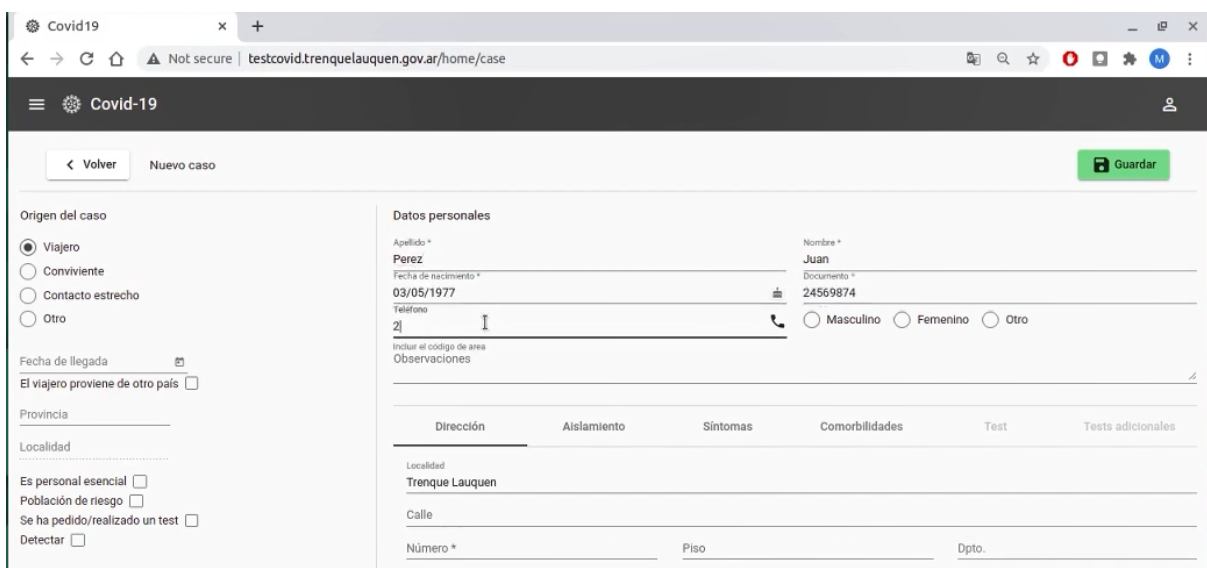 Covid19
Not secure | testcovid.trenquelauquen.gov.ar/home/case
M
Covid-19
Volver
Nuevo caso
Guardar
Origen del caso
Viajero
Conviviente
Contacto estrecho
Otro
Fecha de llegada
El viajero proviene de otro país
Provincia
Localidad
Es personal esencial
Población de riesgo
Se ha pedido/realizado un test
Detectar
Datos personales
Apellido *
Perez
Nombre *
Juan
Fecha de nacimiento *
03/05/1977
Documento *
24569874
Teléfono
2
Masculino Femenino Otro
Incluir el código de area
Observaciones
Dirección Aislamiento Síntomas Comorbilidades Test Tests adicionales
Localidad
Trenque Lauquen
Calle
Número * Piso Dpto.